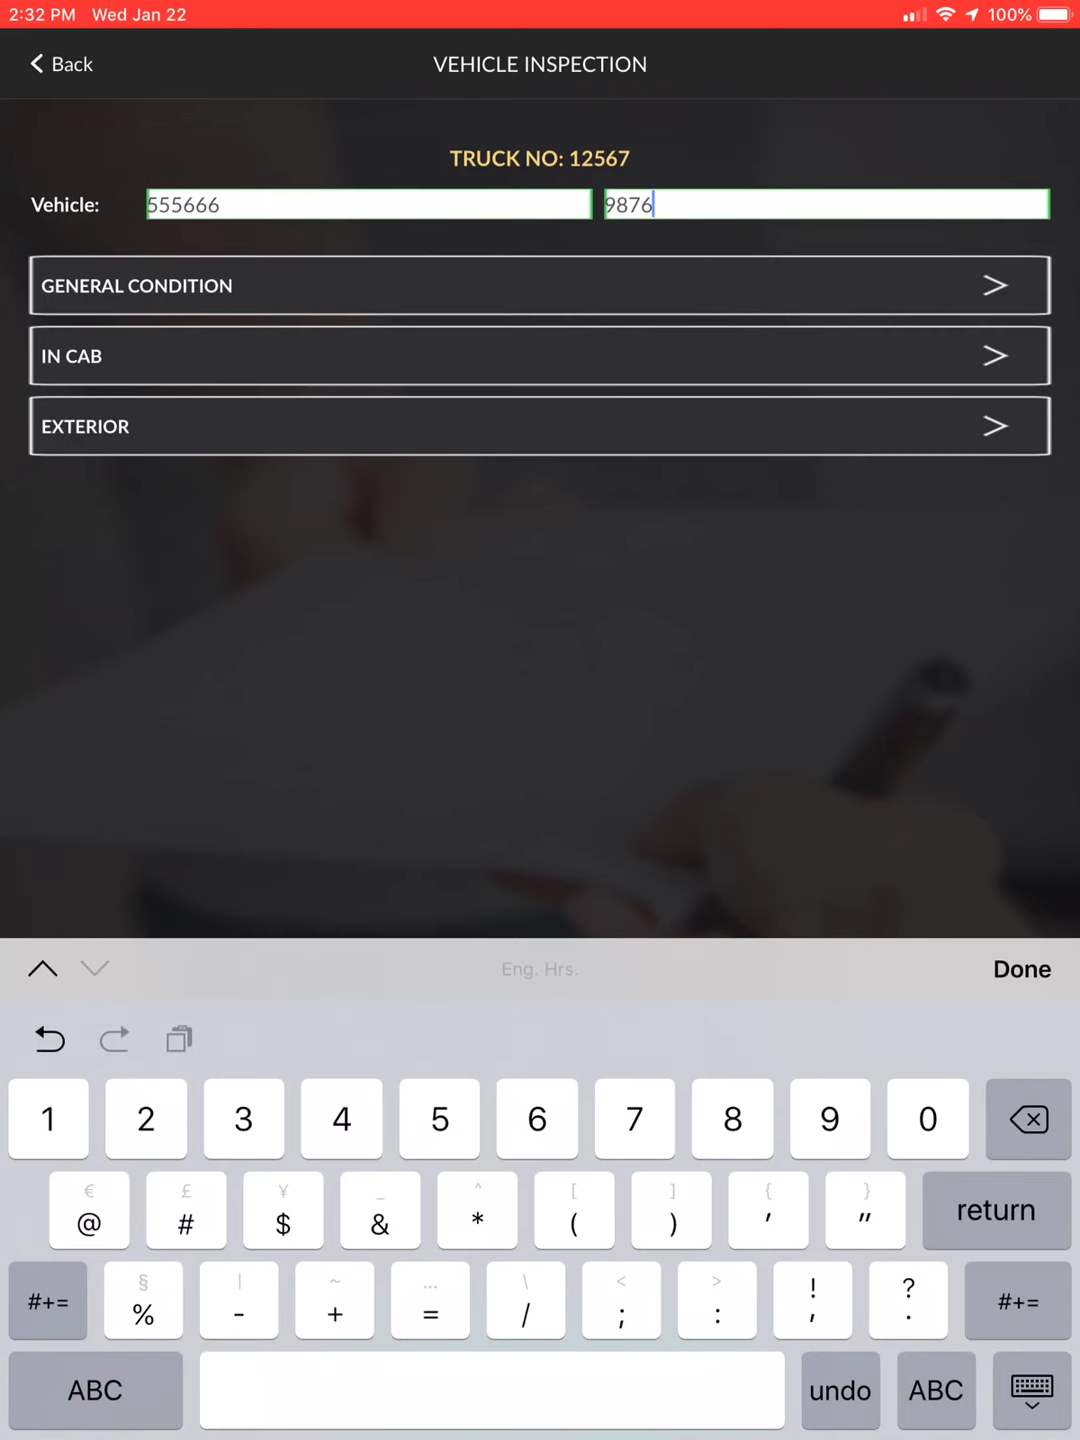 2:32 PM Wed Jan 22 100%
Back VEHICLE INSPECTION
TRUCK NO: 12567
Vehicle: 555666 9876
GENERAL CONDITION >
IN CAB >
EXTERIOR >
Eng. Hrs. Done
1 2 3 4 5 6 7 8 9 0
€ £ ¥ _ ^ [ ] { }
@ # $ & * ( ) ' " return
§ | ~ … \ < > ! ?
#+= % - + = / ; : , . #+=
ABC undo ABC